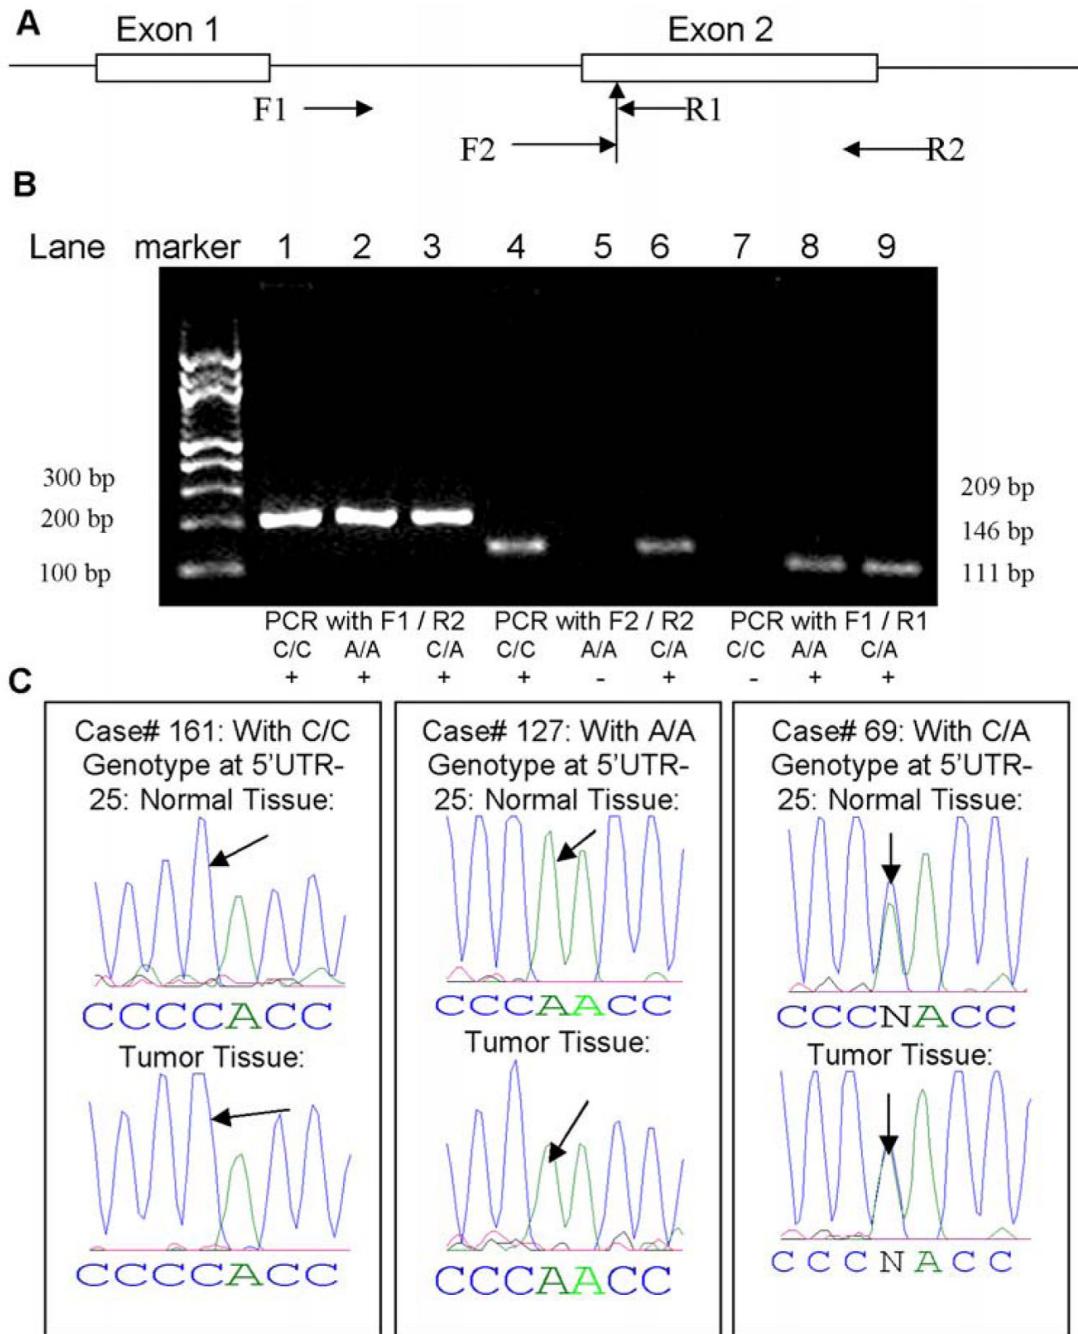 A
Exon 1 Exon 2
F1 R1
F2 R2
B
Lane marker 1 2 3 4 5 6 7 8 9
300 bp
200 bp
100 bp
209 bp
146 bp
111 bp
PCR with F1 / R2 PCR with F2 / R2 PCR with F1 / R1
C/C A/A C/A C/C A/A C/A C/C A/A C/A
+ + + + - + - + +
C
Case# 161: With C/C
Genotype at 5'UTR-
25: Normal Tissue:
CCCCACC
Tumor Tissue:
CCCCACC
Case# 127: With A/A
Genotype at 5'UTR-
25: Normal Tissue:
CCCAACC
Tumor Tissue:
CCCAACC
Case# 69: With C/A
Genotype at 5'UTR-
25: Normal Tissue:
CCCNACC
Tumor Tissue:
CCCNACC